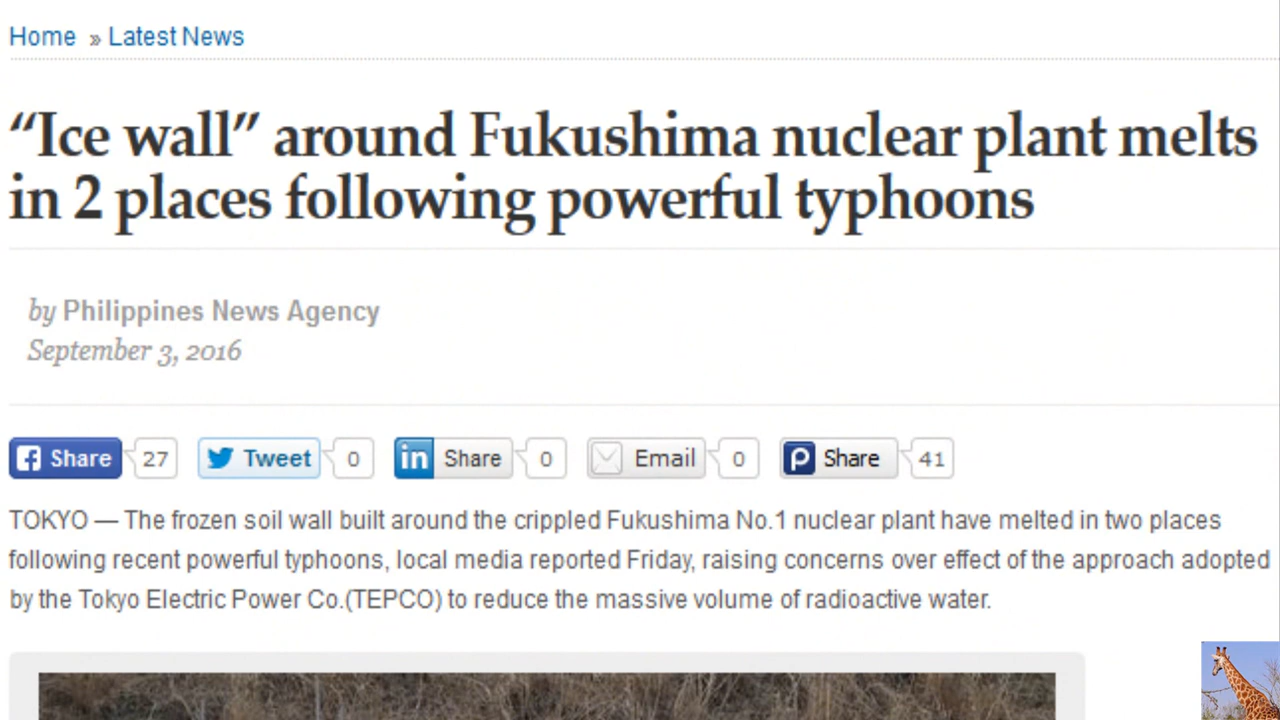 Home » Latest News
“Ice wall” around Fukushima nuclear plant melts
in 2 places following powerful typhoons
by Philippines News Agency
September 3, 2016
Share 27 Tweet 0 in Share 0 Email 0 Share 41
TOKYO — The frozen soil wall built around the crippled Fukushima No.1 nuclear plant have melted in two places
following recent powerful typhoons, local media reported Friday, raising concerns over effect of the approach adopted
by the Tokyo Electric Power Co.(TEPCO) to reduce the massive volume of radioactive water.